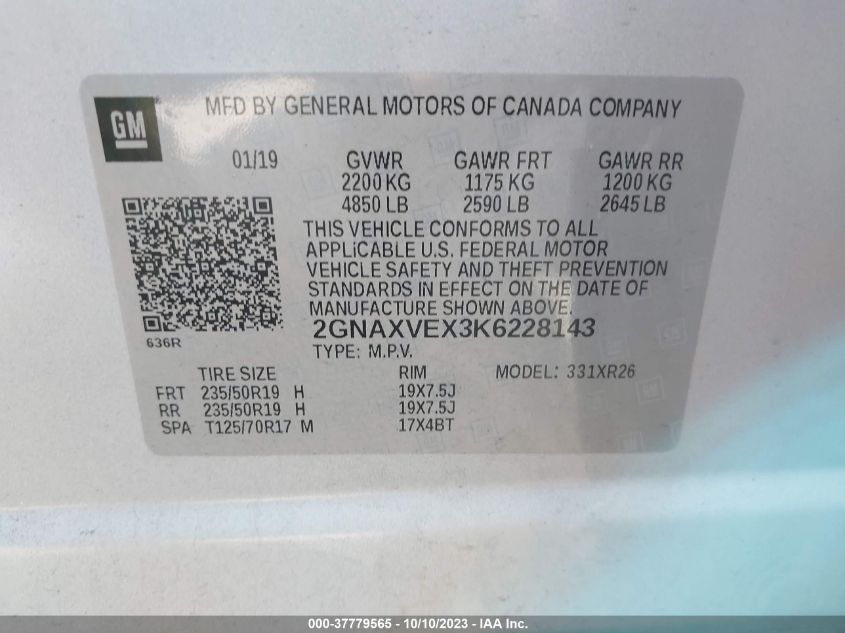 GM
MFD BY GENERAL MOTORS OF CANADA COMPANY
01/19 GVWR GAWR FRT GAWR RR
2200 KG 1175 KG 1200 KG
4850 LB 2590 LB 2645 LB
THIS VEHICLE CONFORMS TO ALL
APPLICABLE U.S. FEDERAL MOTOR
VEHICLE SAFETY AND THEFT PREVENTION
STANDARDS IN EFFECT ON THE DATE OF
MANUFACTURE SHOWN ABOVE.
2GNAXVEX3K6228143
636R
TYPE: M.P.V.
TIRE SIZE RIM MODEL: 331XR26
FRT 235/50R19 H 19X7.5J
RR 235/50R19 H 19X7.5J
SPA T125/70R17 M 17X4BT
000-37779565 - 10/10/2023 - IAA Inc.